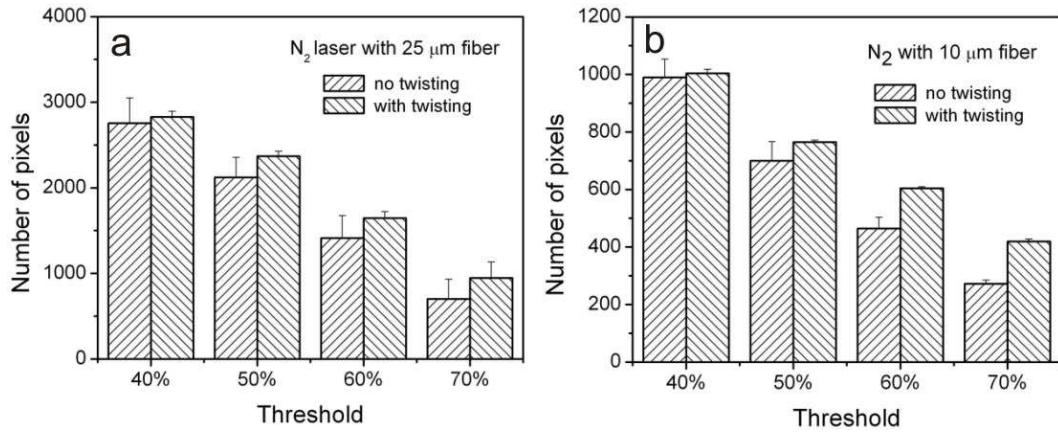 a
N2 laser with 25 μm fiber
no twisting
with twisting
Number of pixels
4000
3000
2000
1000
0
40% 50% 60% 70%
Threshold
b
N2 with 10 μm fiber
no twisting
with twisting
Number of pixels
1200
1000
800
600
400
200
0
40% 50% 60% 70%
Threshold